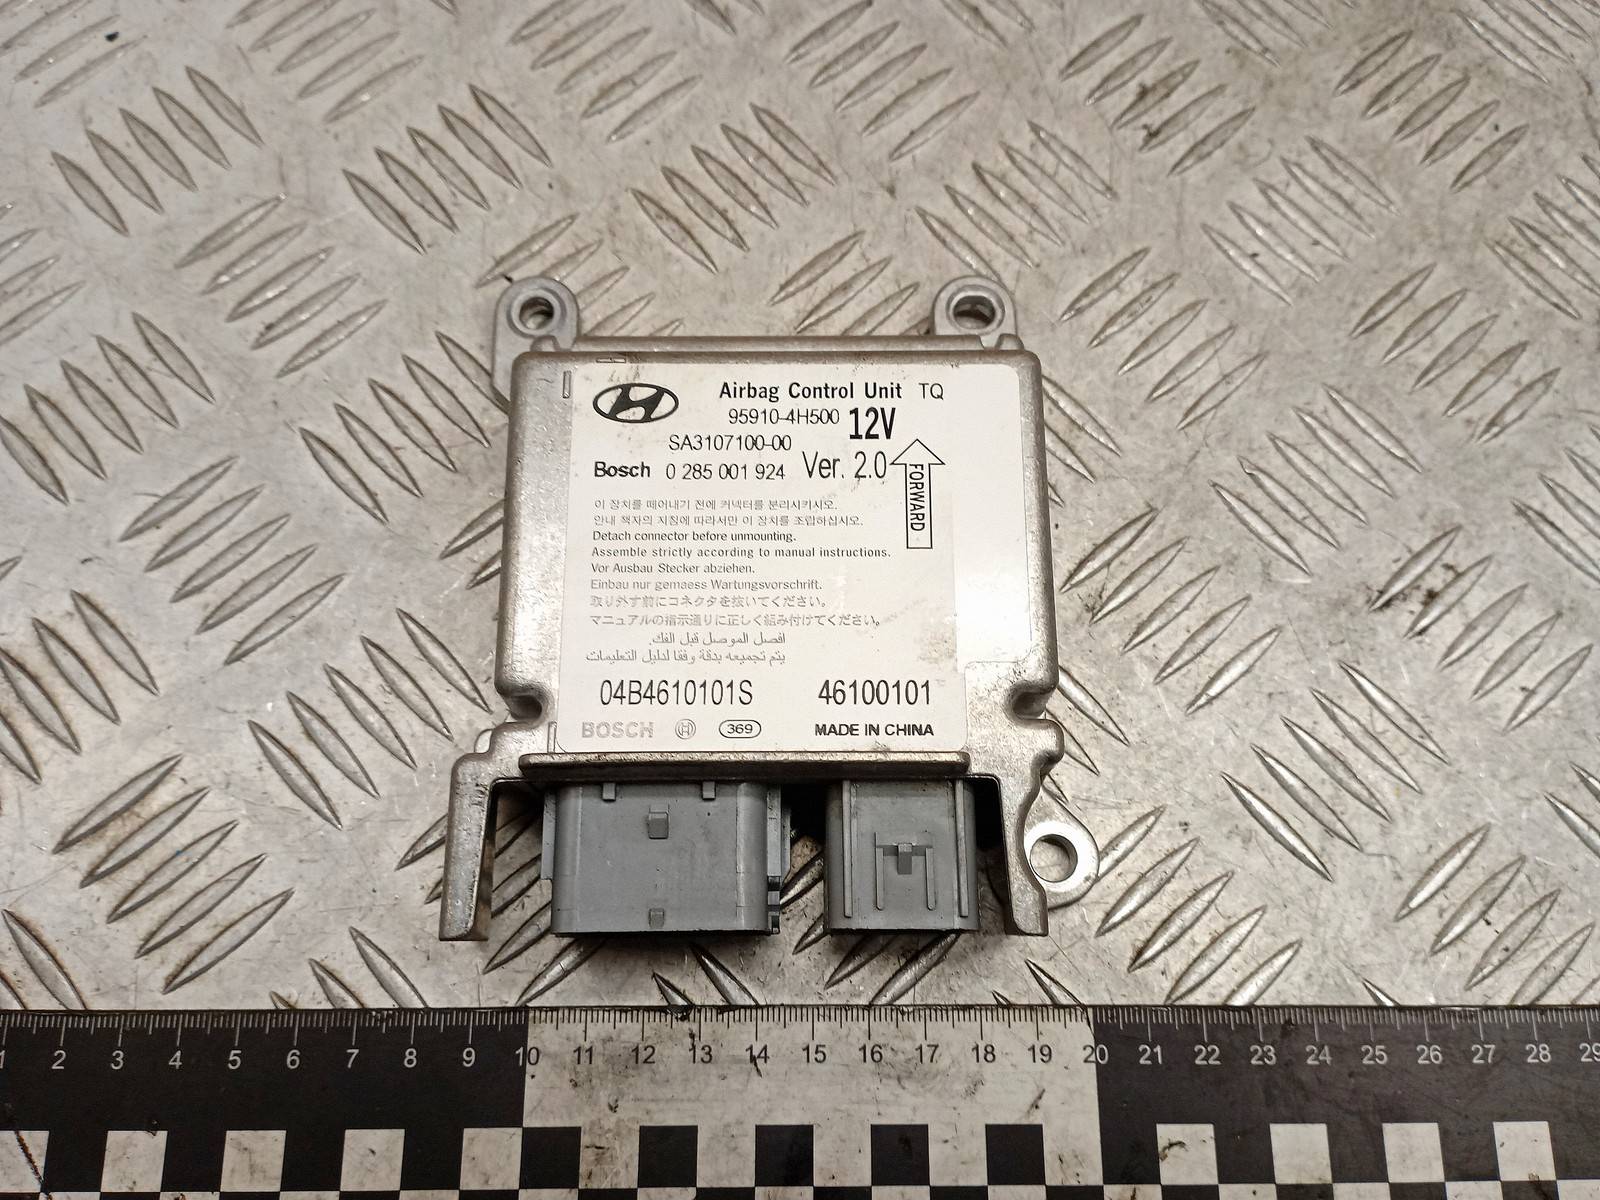 Airbag Control Unit TQ
95910-4H500 12V
SA3107100-00
Bosch 0 285 001 924 Ver. 2.0
FORWARD
이 장치를 떼어내기 전에 커넥터를 분리시키시오.
안내 책자의 지침에 따라서만 이 장치를 조립하십시오.
Detach connector before unmounting.
Assemble strictly according to manual instructions.
Vor Ausbau Stecker abziehen.
Einbau nur gemaess Wartungsvorschrift.
取り外す前にコネクタを抜いてください。
マニュアルの指示通りに正しく組み付けてください。
افصل الموصل قبل الفك.
يتم تجميعه بدقة وفقا لدليل التعليمات
04B4610101S 46100101
BOSCH H 369 MADE IN CHINA
1 2 3 4 5 6 7 8 9 10 11 12 13 14 15 16 17 18 19 20 21 22 23 24 25 26 27 28 29